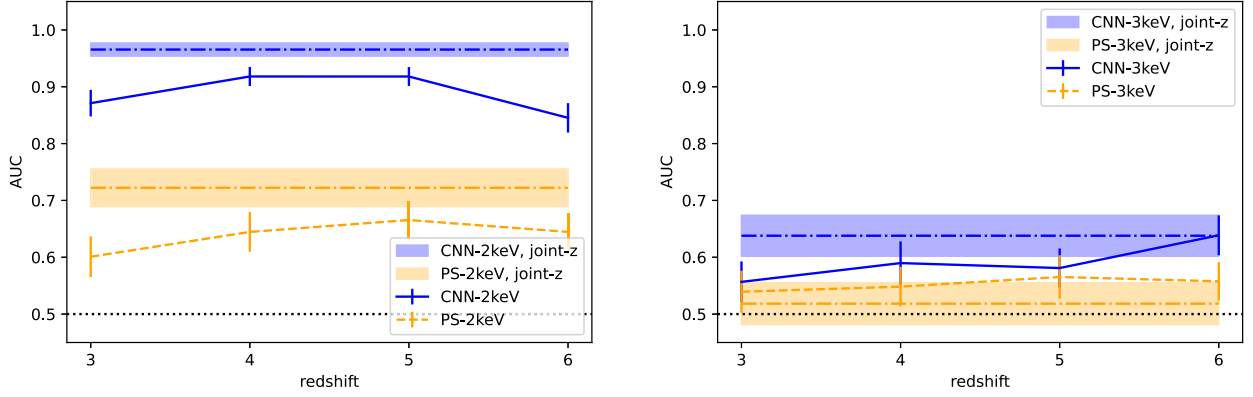 1.0
0.9
0.8
0.7
0.6
0.5
AUC
3
4
5
6
redshift
CNN-2keV, joint-z
PS-2keV, joint-z
CNN-2keV
PS-2keV
1.0
0.9
0.8
0.7
0.6
0.5
AUC
3
4
5
6
redshift
CNN-3keV, joint-z
PS-3keV, joint-z
CNN-3keV
PS-3keV